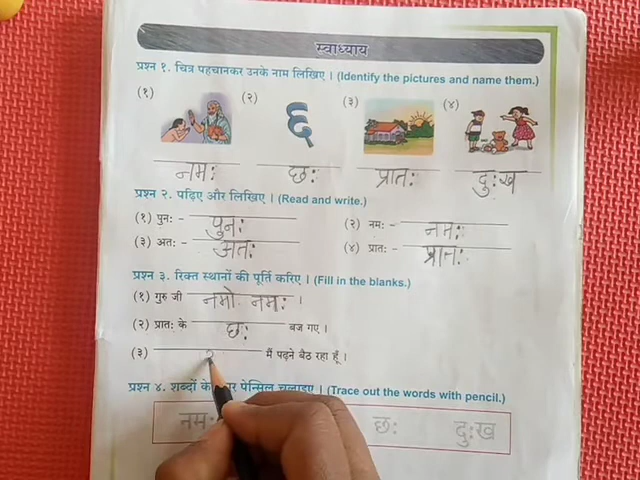 स्वाध्याय
प्रश्न १. चित्र पहचानकर उनके नाम लिखिए । (Identify the pictures and name them.)
(१) (२) ६ (३) (४)
नमः छः प्रातः दुःख
प्रश्न २. पढ़िए और लिखिए । (Read and write.)
(१) पुनः - पुनः (२) नमः - नमः
(३) अतः - अतः (४) प्रातः - प्रातः
प्रश्न ३. रिक्त स्थानों की पूर्ति करिए । (Fill in the blanks.)
(१) गुरु जी नमो नमः ।
(२) प्रातः के छः बज गए ।
(३) मैं पढ़ने बैठ रहा हूँ ।
प्रश्न ४. शब्दों के पेन्सिल चलाइए । (Trace out the words with pencil.)
नमः छः दुःख